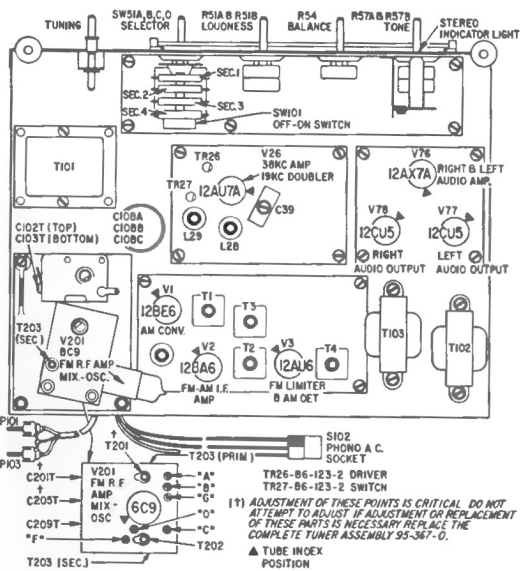 TUNING
SW51A,B,C,D
SELECTOR
R51A & R51B
LOUDNESS
R54
BALANCE
R57A & R57B
TONE
STEREO
INDICATOR LIGHT
SEC.1
SEC.2
SEC.3
SEC.4
SW101
OFF-ON SWITCH
T101
TR26
TR27
V26
38KC AMP
19KC DOUBLER
12AU7A
C39
L29
L28
V76
12AX7A
RIGHT & LEFT
AUDIO AMP.
V78
12CU5
RIGHT
AUDIO OUTPUT
V77
12CU5
LEFT
AUDIO OUTPUT
C108A
C108B
C108C
C102T (TOP)
C103T (BOTTOM)
T203
(SEC)
V201
6C9
FM R.F AMP
MIX.-OSC.
V1
12BE6
AM CONV.
T1
T3
V2
12BA6
FM-AM I.F.
AMP
T2
V3
12AU6
FM LIMITER
& AM DET
T4
T103
T102
P101
P103
T201
T203 (PRIM)
S102
PHONO A C.
SOCKET
C201T
C205T
C209T
"F"
V201
FM R.F
AMP
MIX-
OSC
6C9
"A"
"B"
"G"
"D"
"C"
T202
T203 (SEC.)
TR26-86-123-2 DRIVER
TR27-86-123-2 SWITCH
(†) ADJUSTMENT OF THESE POINTS IS CRITICAL DO NOT
ATTEMPT TO ADJUST IF ADJUSTMENT OR REPLACEMENT
OF THESE PARTS IS NECESSARY REPLACE THE
COMPLETE TUNER ASSEMBLY 95-367-0.
▲ TUBE INDEX
POSITION